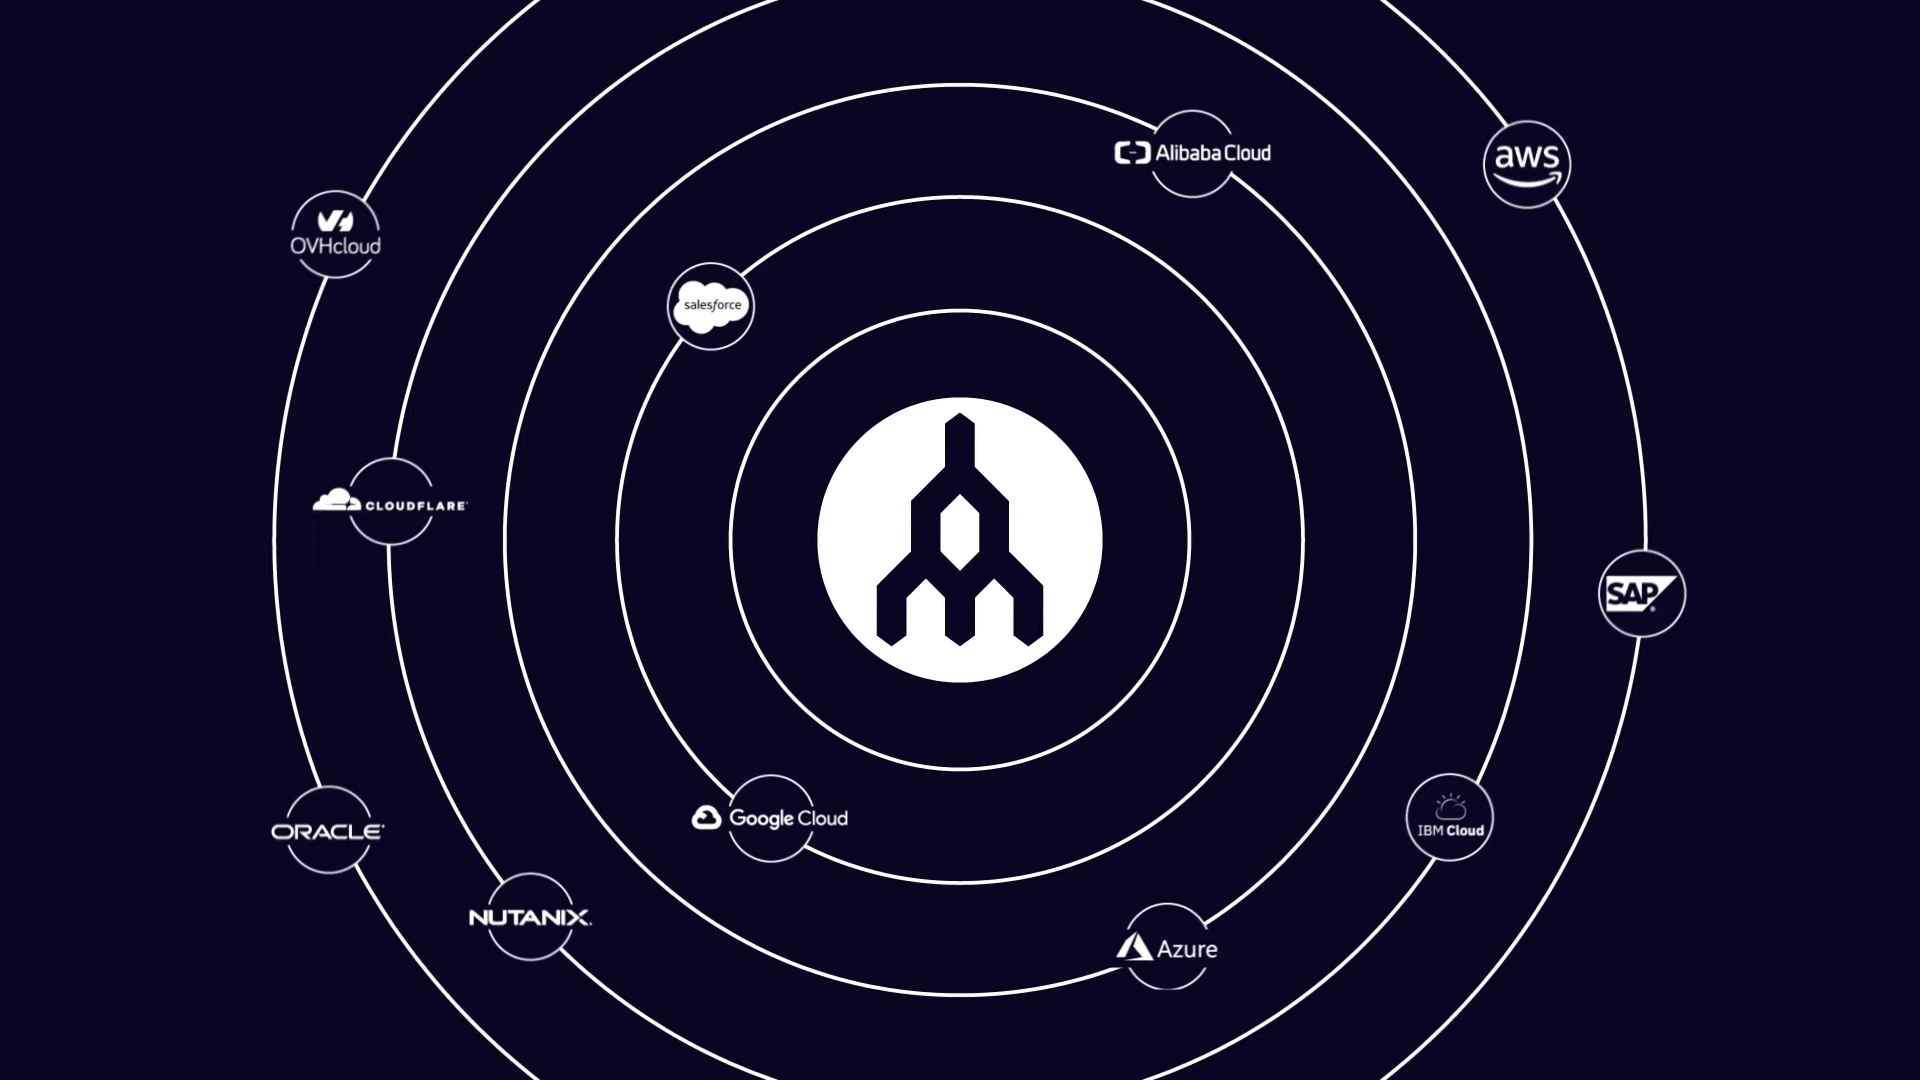 Alibaba Cloud
aws
OVHcloud
salesforce
CLOUDFLARE
SAP
Google Cloud
IBM Cloud
ORACLE
NUTANIX
Azure